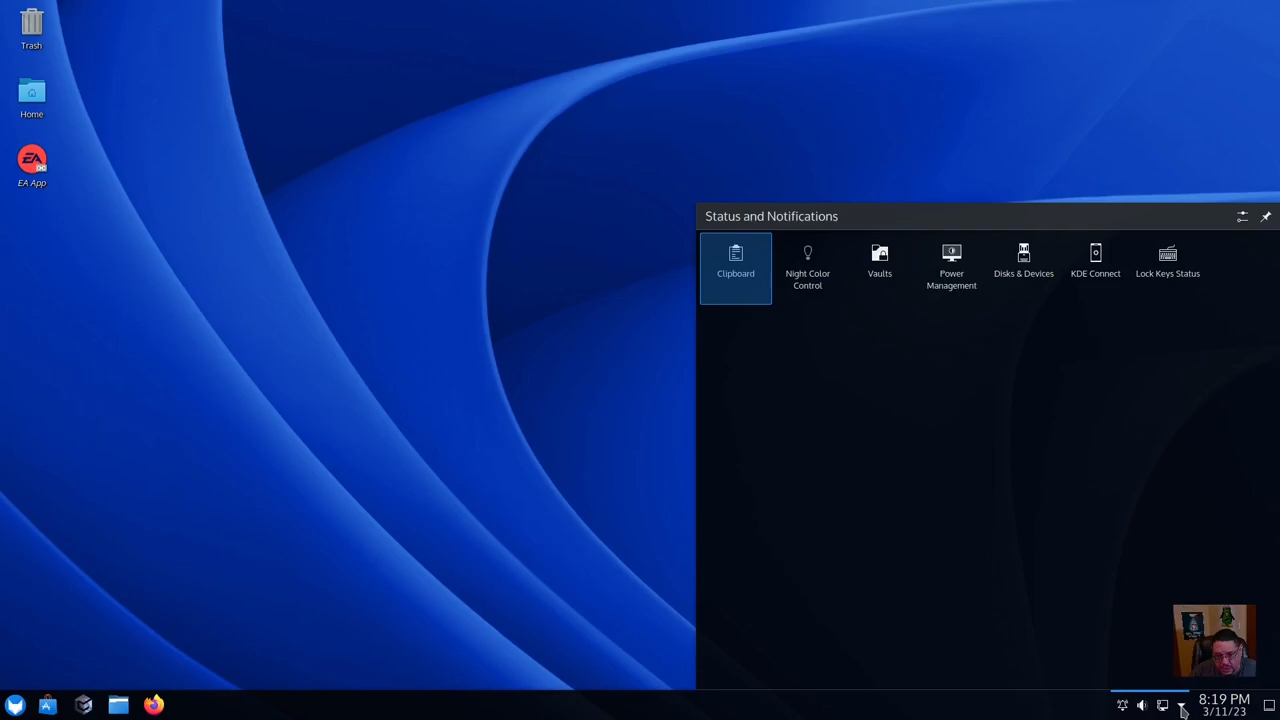 Trash
Home
EA
EA App
Status and Notifications
Clipboard
Night Color
Control
Vaults
Power
Management
Disks & Devices
KDE Connect
Lock Keys Status
8:19 PM
3/11/23